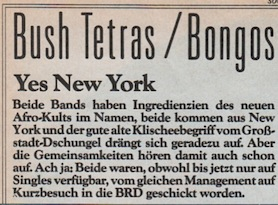 Bush Tetras / Bongos
Yes New York
Beide Bands haben Ingredienzien des neuen
Afro-Kults im Namen, beide kommen aus New
York und der gute alte Klischeebegriff vom Groß-
stadt-Dschungel drängt sich geradezu auf. Aber
die Gemeinsamkeiten hören damit auch schon
auf. Ach ja: Beide waren, obwohl bis jetzt nur auf
Singles verfügbar, vom gleichen Management auf
Kurzbesuch in die BRD geschickt worden.